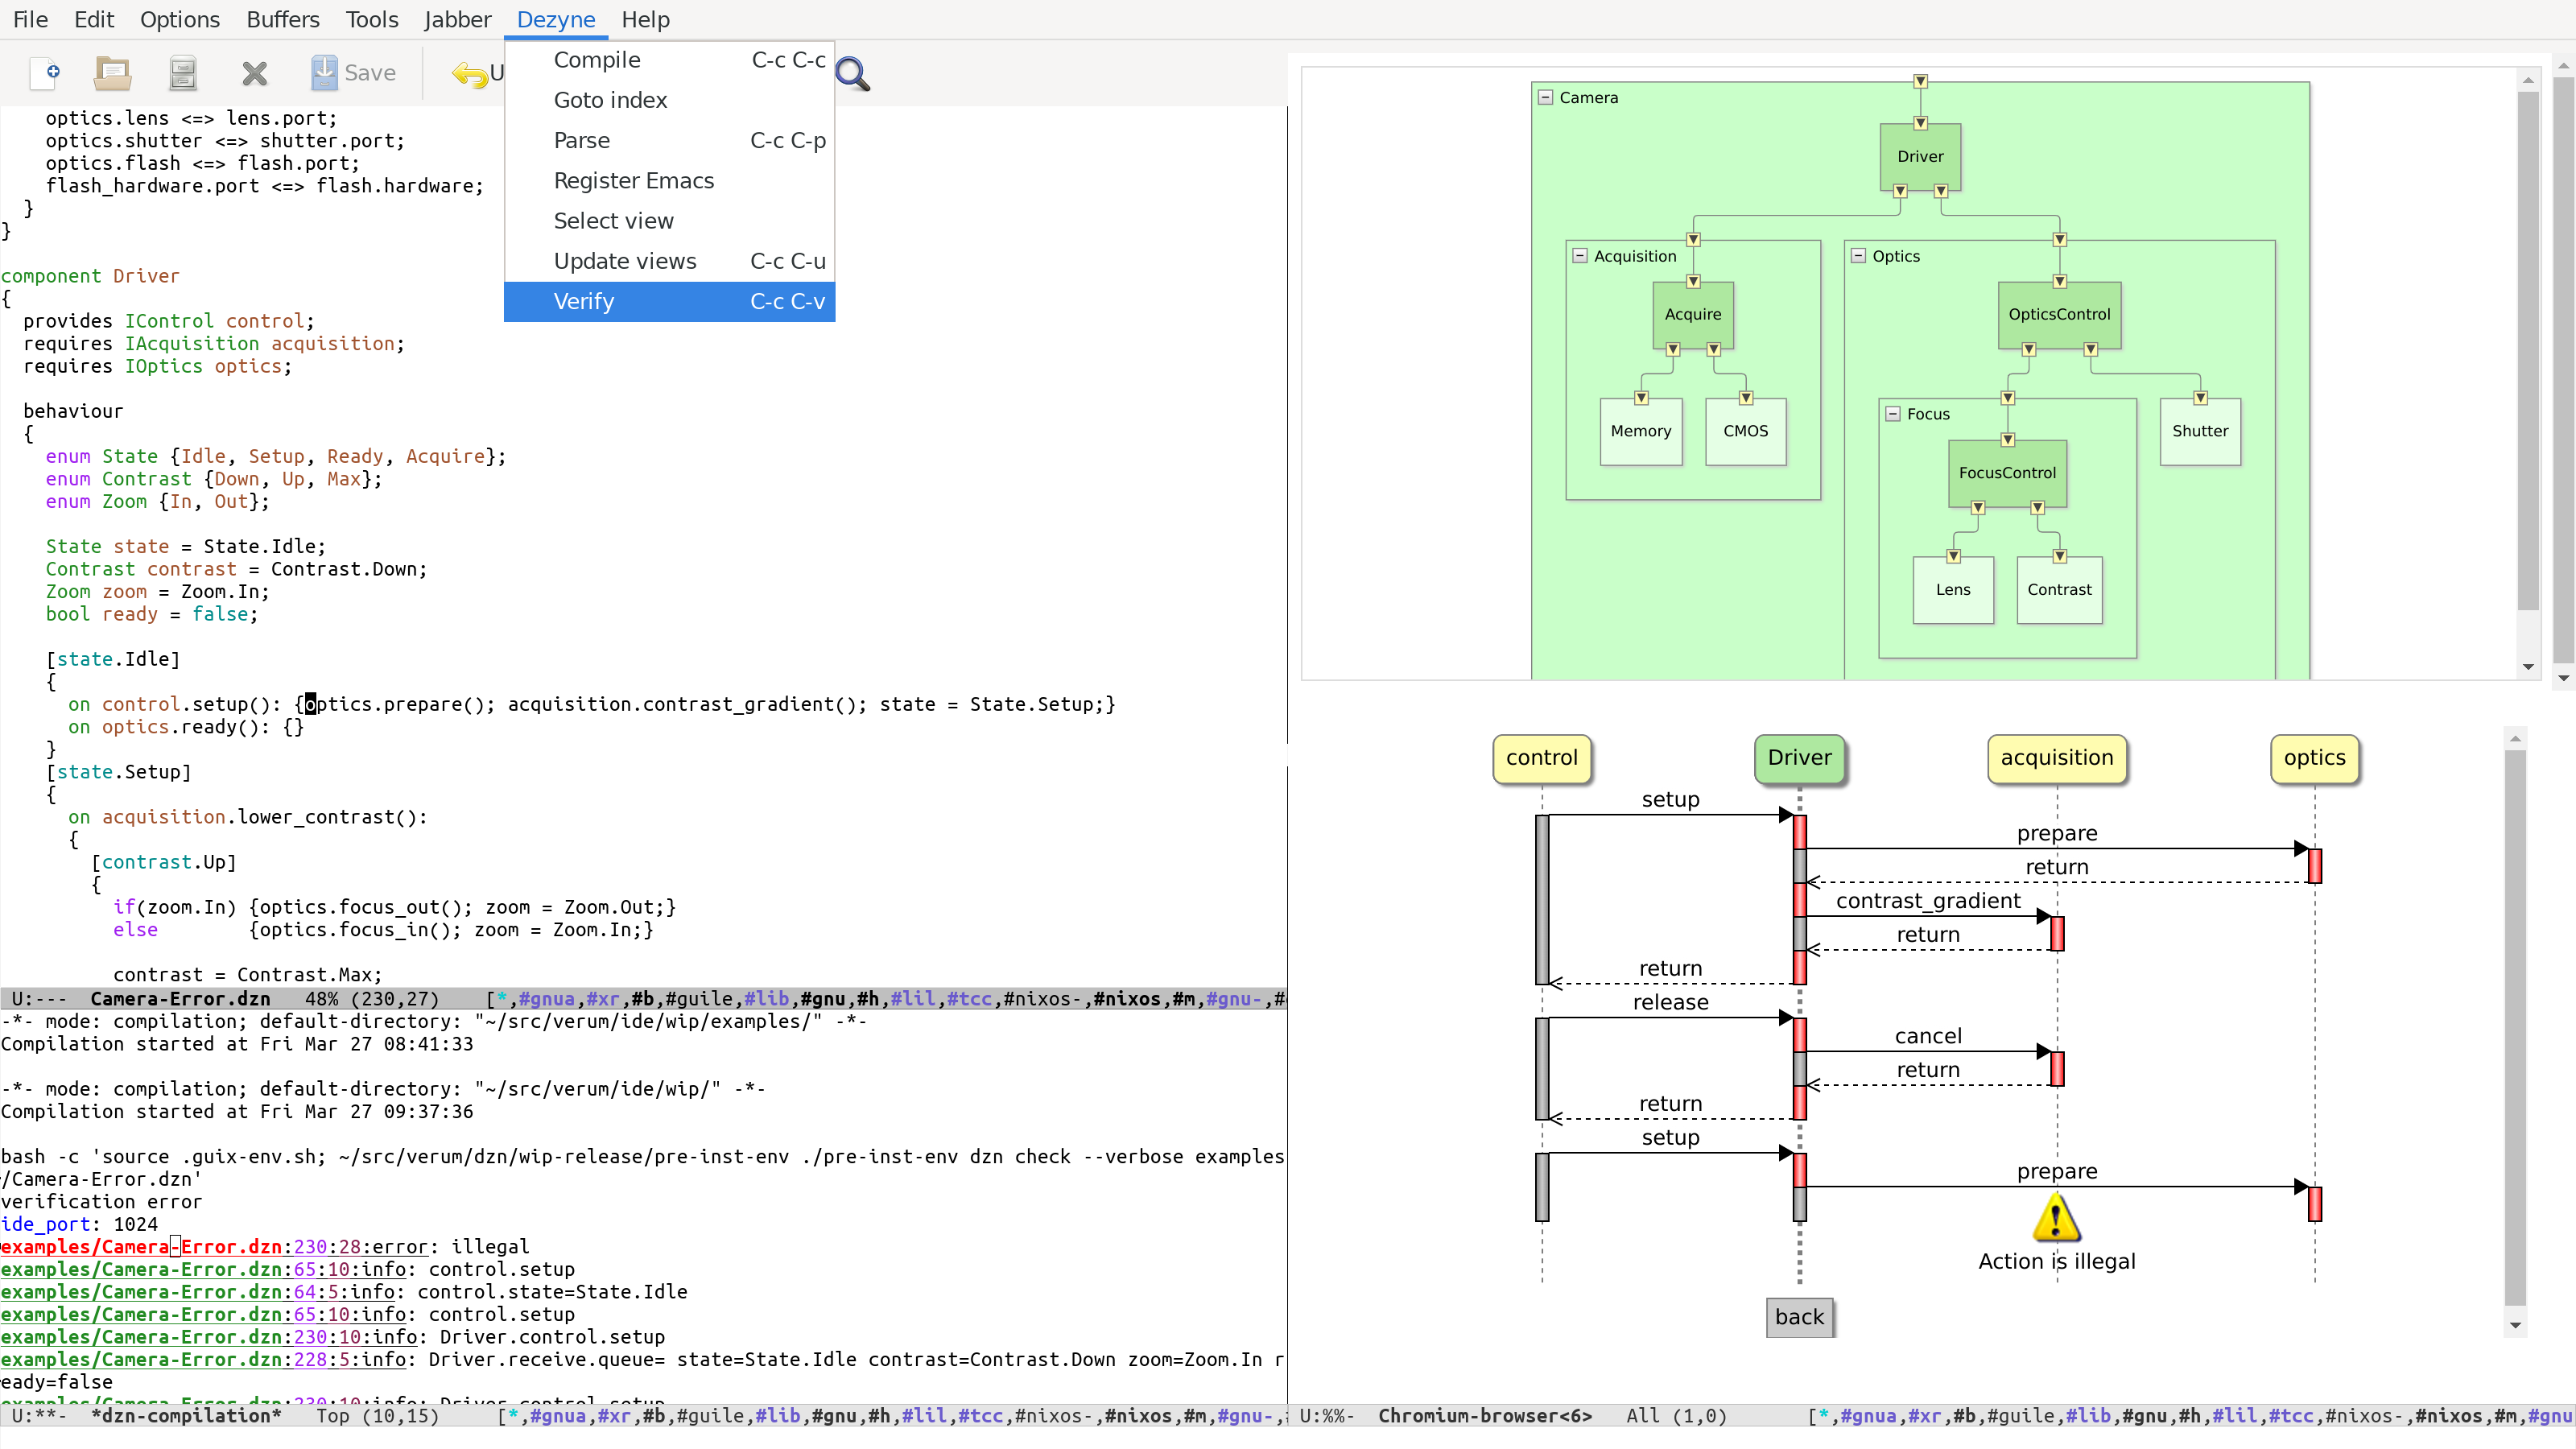 File Edit Options Buffers Tools Jabber Dezyne Help
Save
U
Compile C-c C-c
Goto index
Parse C-c C-p
Register Emacs
Select view
Update views C-c C-u
Verify C-c C-v
optics.lens <=> lens.port;
optics.shutter <=> shutter.port;
optics.flash <=> flash.port;
flash_hardware.port <=> flash.hardware;
}
}
component Driver
{
provides IControl control;
requires IAcquisition acquisition;
requires IOptics optics;
behaviour
{
enum State {Idle, Setup, Ready, Acquire};
enum Contrast {Down, Up, Max};
enum Zoom {In, Out};
State state = State.Idle;
Contrast contrast = Contrast.Down;
Zoom zoom = Zoom.In;
bool ready = false;
[state.Idle]
{
on control.setup(): {optics.prepare(); acquisition.contrast_gradient(); state = State.Setup;}
on optics.ready(): {}
}
[state.Setup]
{
on acquisition.lower_contrast():
{
[contrast.Up]
{
if(zoom.In) {optics.focus_out(); zoom = Zoom.Out;}
else {optics.focus_in(); zoom = Zoom.In;}
contrast = Contrast.Max;
U:--- Camera-Error.dzn 48% (230,27) [*,#gnua,#xr,#b,#guile,#lib,#gnu,#h,#lil,#tcc,#nixos-,#nixos,#m,#gnu-,#
-*- mode: compilation; default-directory: "~/src/verum/ide/wip/examples/" -*-
Compilation started at Fri Mar 27 08:41:33
-*- mode: compilation; default-directory: "~/src/verum/ide/wip/" -*-
Compilation started at Fri Mar 27 09:37:36
bash -c 'source .guix-env.sh; ~/src/verum/dzn/wip-release/pre-inst-env ./pre-inst-env dzn check --verbose examples
/Camera-Error.dzn'
verification error
ide_port: 1024
examples/Camera-Error.dzn:230:28:error: illegal
examples/Camera-Error.dzn:65:10:info: control.setup
examples/Camera-Error.dzn:64:5:info: control.state=State.Idle
examples/Camera-Error.dzn:65:10:info: control.setup
examples/Camera-Error.dzn:230:10:info: Driver.control.setup
examples/Camera-Error.dzn:228:5:info: Driver.receive.queue= state=State.Idle contrast=Contrast.Down zoom=Zoom.In r
eady=false
examples/Camera-Error.dzn:230:10:info: Driver.control.setup
U:**- *dzn-compilation* Top (10,15) [*,#gnua,#xr,#b,#guile,#lib,#gnu,#h,#lil,#tcc,#nixos-,#nixos,#m,#gnu-,
Camera
Driver
Acquisition
Optics
Acquire
OpticsControl
Memory
CMOS
Focus
Shutter
FocusControl
Lens
Contrast
control
Driver
acquisition
optics
setup
prepare
return
contrast_gradient
return
return
release
cancel
return
return
setup
prepare
Action is illegal
back
U:%%- Chromium-browser<6> All (1,0) [*,#gnua,#xr,#b,#guile,#lib,#gnu,#h,#lil,#tcc,#nixos-,#nixos,#m,#gnu